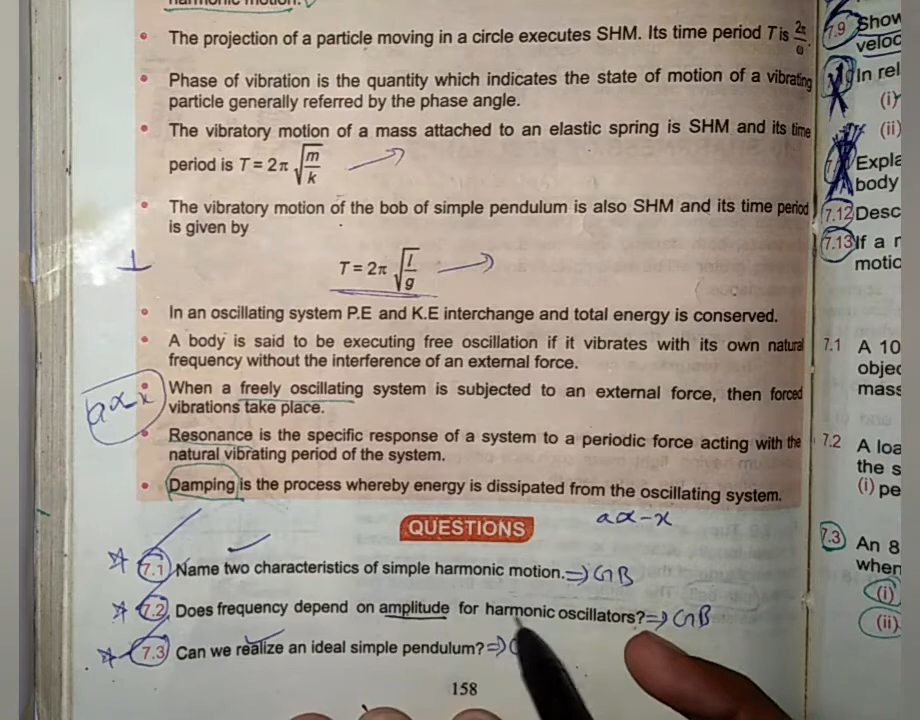 harmonic motion.
• The projection of a particle moving in a circle executes SHM. Its time period T is 2π/ω.
• Phase of vibration is the quantity which indicates the state of motion of a vibrating
particle generally referred by the phase angle.
• The vibratory motion of a mass attached to an elastic spring is SHM and its time
period is T = 2π √(m/k)
• The vibratory motion of the bob of simple pendulum is also SHM and its time period
is given by
T = 2π √(l/g)
• In an oscillating system P.E and K.E interchange and total energy is conserved.
• A body is said to be executing free oscillation if it vibrates with its own natural
frequency without the interference of an external force.
• When a freely oscillating system is subjected to an external force, then forced
vibrations take place.
• Resonance is the specific response of a system to a periodic force acting with the
natural vibrating period of the system.
• Damping is the process whereby energy is dissipated from the oscillating system.
a α -x
QUESTIONS
a α -x
7.1 Name two characteristics of simple harmonic motion. ⇒ GB
7.2 Does frequency depend on amplitude for harmonic oscillators? ⇒ GB
7.3 Can we realize an ideal simple pendulum? ⇒
158
7.9 Show
veloc
In rel
(i)
(ii)
Expla
body
7.12 Desc
7.13 If a
motio
7.1 A 10
objec
mass
7.2 A loa
the s
(i) pe
7.3 An 8
when
(i)
(ii)